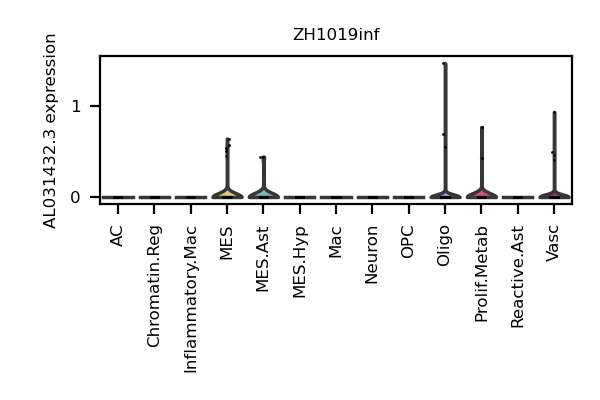 ZH1019inf
AL031432.3 expression
1
0
AC
Chromatin.Reg
Inflammatory.Mac
MES
MES.Ast
MES.Hyp
Mac
Neuron
OPC
Oligo
Prolif.Metab
Reactive.Ast
Vasc